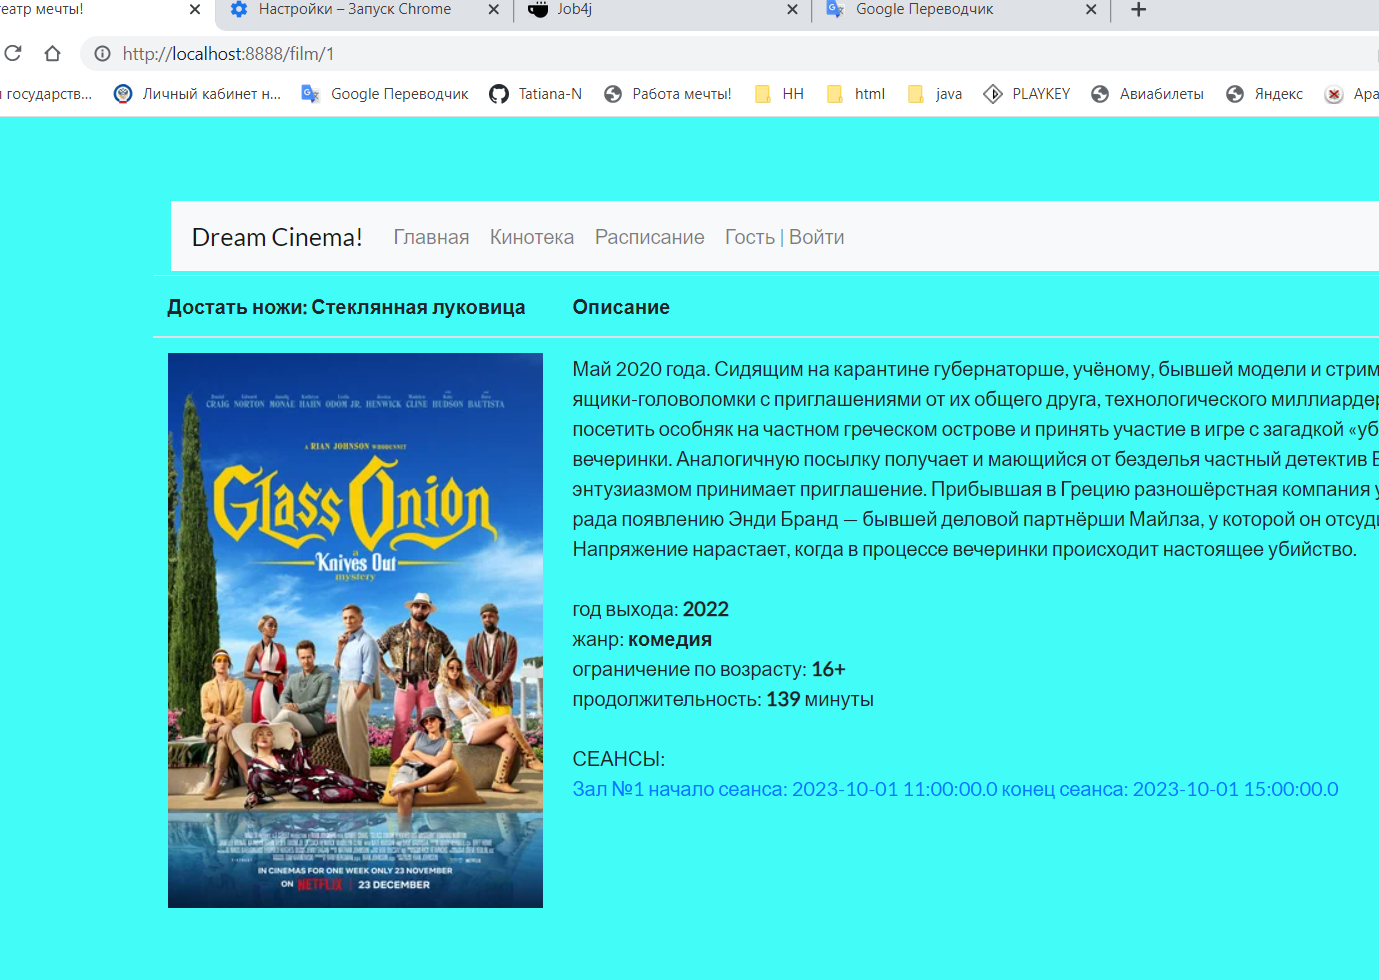 театр мечты!
Настройки – Запуск Chrome
Job4j
Google Переводчик
http://localhost:8888/film/1
государств...
Личный кабинет н...
Google Переводчик
Tatiana-N
Работа мечты!
HH
html
java
PLAYKEY
Авиабилеты
Яндекс
Dream Cinema!
Главная
Кинотека
Расписание
Гость | Войти
Достать ножи: Стеклянная луковица
Описание
CRAIG NORTON MONÁE HAHN ODOM JR. HENWICK CLINE HUDSON BAUTISTA
A RIAN JOHNSON WHODUNNIT
Glass Onion
a
Knives Out
mystery
IN CINEMAS FOR ONE WEEK ONLY 23 NOVEMBER
ON NETFLIX | 23 DECEMBER
Май 2020 года. Сидящим на карантине губернаторше, учёному, бывшей модели и стрим
ящики-головоломки с приглашениями от их общего друга, технологического миллиардер
посетить особняк на частном греческом острове и принять участие в игре с загадкой «уб
вечеринки. Аналогичную посылку получает и мающийся от безделья частный детектив
энтузиазмом принимает приглашение. Прибывшая в Грецию разношёрстная компания у
рада появлению Энди Бранд — бывшей деловой партнёрши Майлза, у которой он отсуди
Напряжение нарастает, когда в процессе вечеринки происходит настоящее убийство.
год выхода: 2022
жанр: комедия
ограничение по возрасту: 16+
продолжительность: 139 минуты
СЕАНСЫ:
Зал №1 начало сеанса: 2023-10-01 11:00:00.0 конец сеанса: 2023-10-01 15:00:00.0